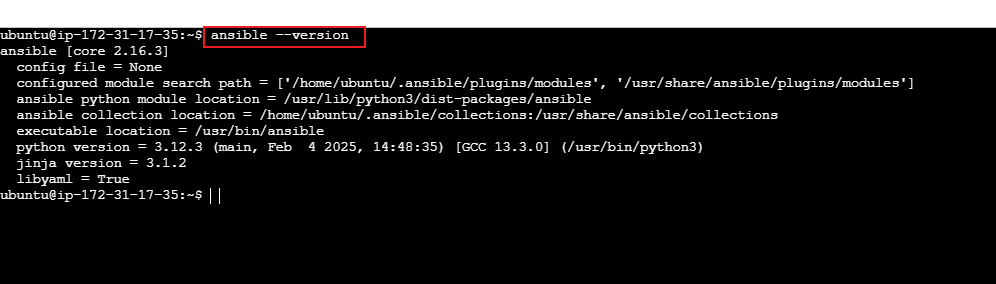 ubuntu@ip-172-31-17-35:~$ ansible --version
ansible [core 2.16.3]
  config file = None
  configured module search path = ['/home/ubuntu/.ansible/plugins/modules', '/usr/share/ansible/plugins/modules']
  ansible python module location = /usr/lib/python3/dist-packages/ansible
  ansible collection location = /home/ubuntu/.ansible/collections:/usr/share/ansible/collections
  executable location = /usr/bin/ansible
  python version = 3.12.3 (main, Feb  4 2025, 14:48:35) [GCC 13.3.0] (/usr/bin/python3)
  jinja version = 3.1.2
  libyaml = True
ubuntu@ip-172-31-17-35:~$